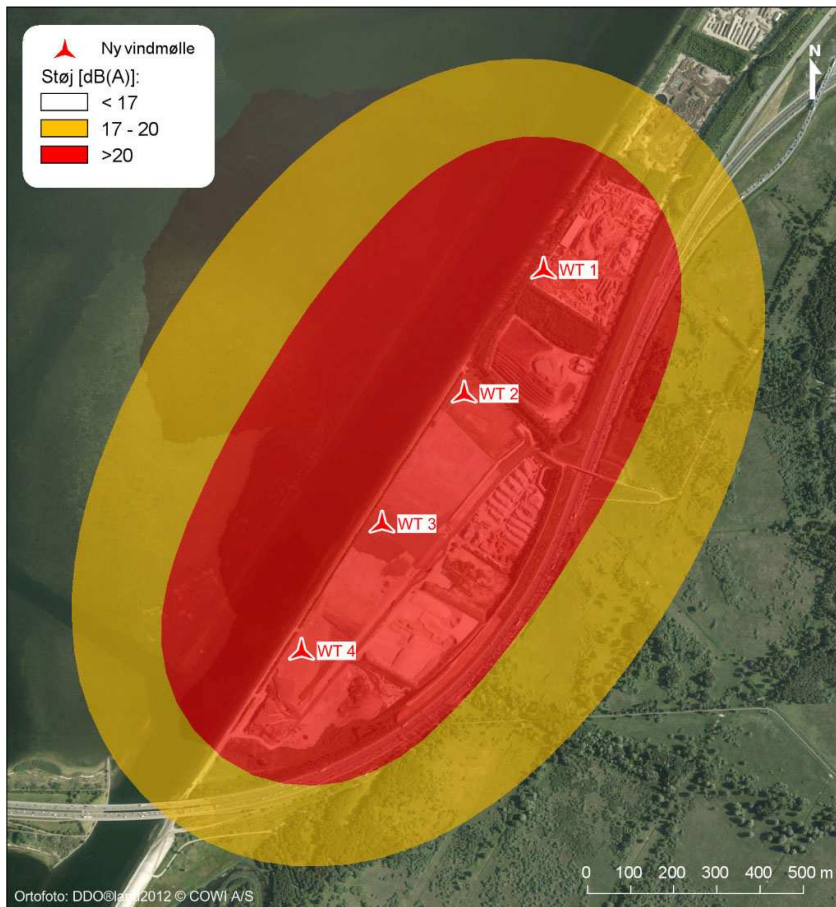 Ny vindmølle
Støj [dB(A)]:
< 17
17 - 20
>20
N
WT 1
WT 2
WT 3
WT 4
0 100 200 300 400 500 m
Ortofoto: DDO®land2012 © COWI A/S